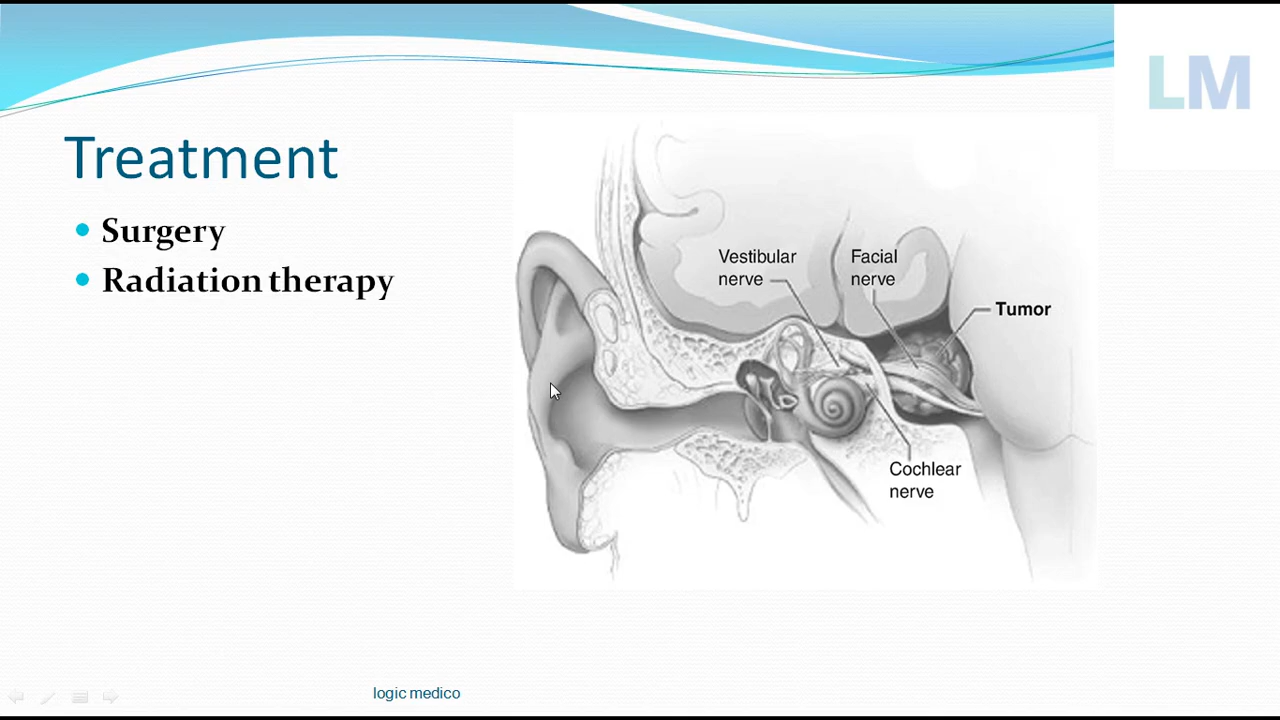 LM
Treatment
Surgery
Radiation therapy
Vestibular
nerve
Facial
nerve
Tumor
Cochlear
nerve
logic medico